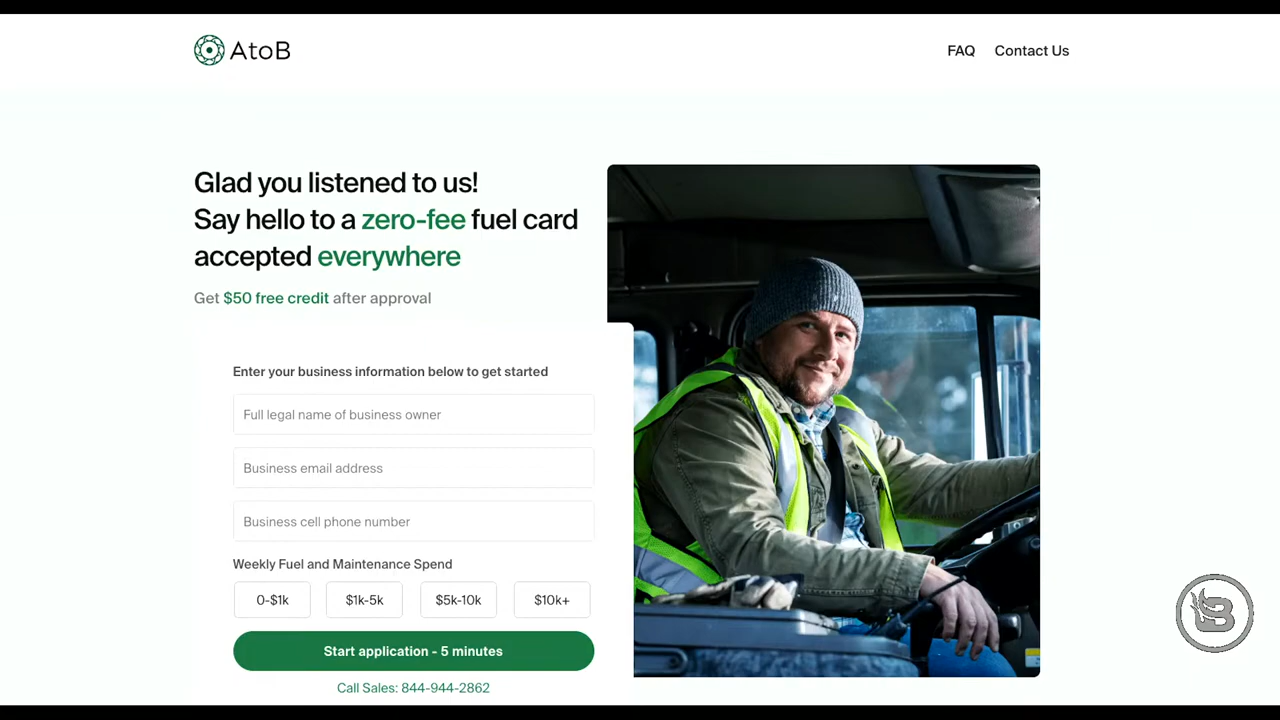 AtoB
FAQ
Contact Us
Glad you listened to us!
Say hello to a zero-fee fuel card
accepted everywhere
Get $50 free credit after approval
Enter your business information below to get started
Full legal name of business owner
Business email address
Business cell phone number
Weekly Fuel and Maintenance Spend
0-$1k
$1k-5k
$5k-10k
$10k+
Start application - 5 minutes
Call Sales: 844-944-2862